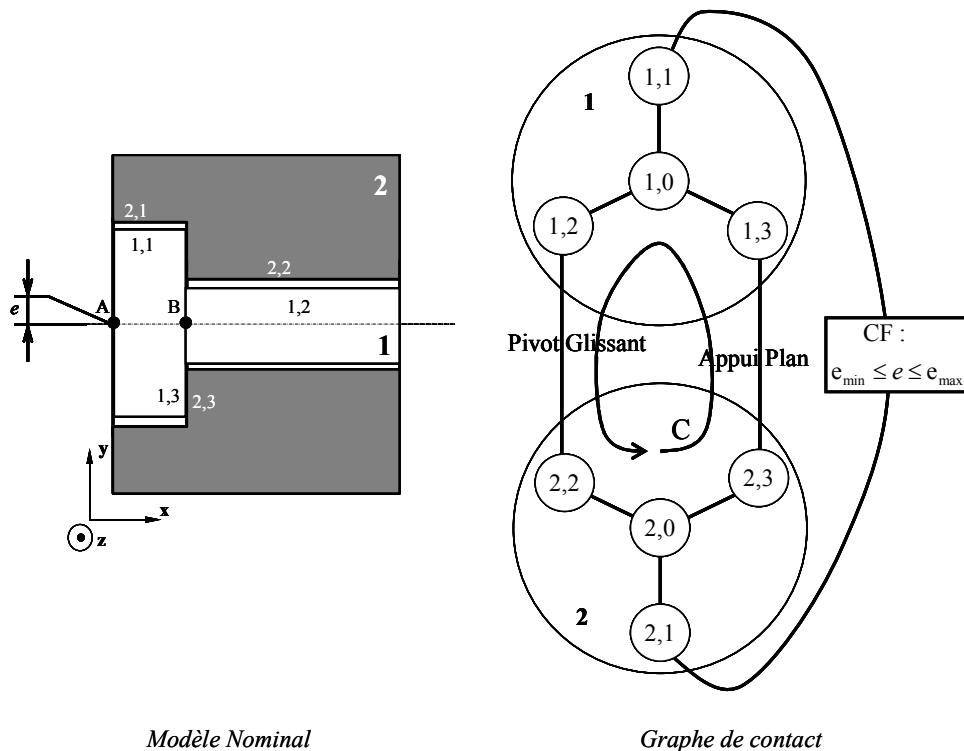 2
2,1
1,1
2,2
e
A
B
1,2
1
1,3
2,3
y
x
z
Modèle Nominal
1,1
1
1,0
1,2
1,3
Pivot Glissant
Appui Plan
CF :
e_min ≤ e ≤ e_max
C
2,2
2,3
2,0
2
2,1
Graphe de contact